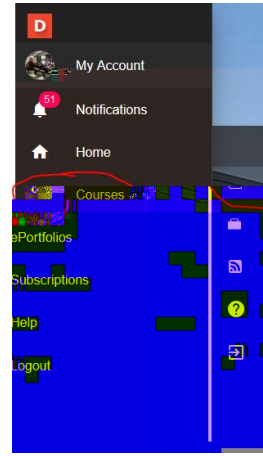 D
My Account
51
Notifications
Home
Courses
ePortfolios
Subscriptions
Help
?
Logout